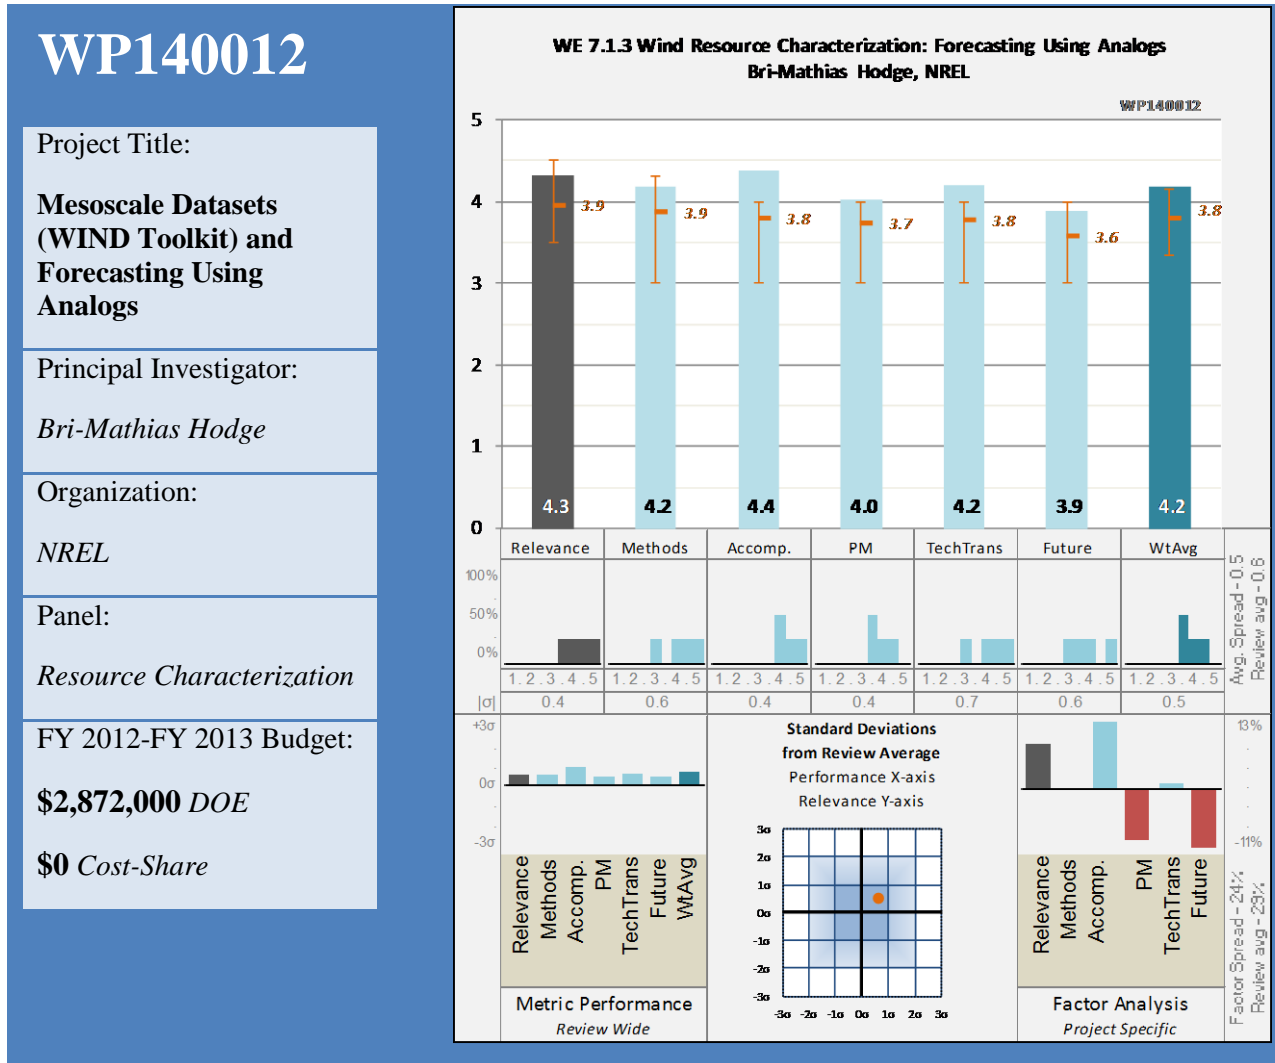 WP140012
Project Title:
Mesoscale Datasets
(WIND Toolkit) and
Forecasting Using
Analogs
Principal Investigator:
Bri-Mathias Hodge
Organization:
NREL
Panel:
Resource Characterization
FY 2012-FY 2013 Budget:
$2,872,000 DOE
$0 Cost-Share
WE 7.1.3 Wind Resource Characterization: Forecasting Using Analogs
Bri-Mathias Hodge, NREL
WP140012
5
4
3
2
1
0
3.9 3.9 3.8 3.7 3.8 3.6 3.8
4.3 4.2 4.4 4.0 4.2 3.9 4.2
Relevance Methods Accomp. PM TechTrans Future WtAvg
100%
50%
0%
1 . 2 . 3 . 4 . 5 1 . 2 . 3 . 4 . 5 1 . 2 . 3 . 4 . 5 1 . 2 . 3 . 4 . 5 1 . 2 . 3 . 4 . 5 1 . 2 . 3 . 4 . 5 1 . 2 . 3 . 4 . 5
|σ| 0.4 0.6 0.4 0.4 0.7 0.6 0.5
Avg. Spread - 0.5
Review avg - 0.6
+3σ
0σ
-3σ
Relevance
Methods
Accomp.
PM
TechTrans
Future
WtAvg
Metric Performance
Review Wide
Standard Deviations
from Review Average
Performance X-axis
Relevance Y-axis
3σ
2σ
1σ
0σ
-1σ
-2σ
-3σ
-3σ -2σ -1σ 0σ 1σ 2σ 3σ
13%
-11%
Relevance
Methods
Accomp.
PM
TechTrans
Future
Factor Analysis
Project Specific
Factor Spread - 24%
Review avg - 29%